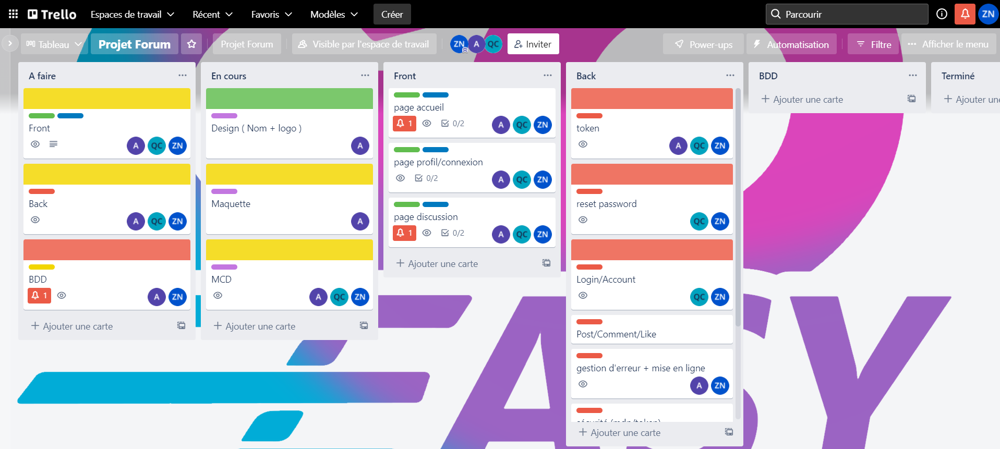 Trello Espaces de travail Récent Favoris Modèles Créer Parcourir ZN
Tableau Projet Forum Projet Forum Visible par l'espace de travail ZN A QC Inviter Power-ups Automatisation Filtre Afficher le menu
A faire
Front
A QC ZN
Back
A QC ZN
BDD
1 A ZN
+ Ajouter une carte
En cours
Design ( Nom + logo )
A
Maquette
A
MCD
A QC ZN
+ Ajouter une carte
Front
page accueil
1 0/2 A QC ZN
page profil/connexion
0/2 A QC ZN
page discussion
1 0/2 A QC ZN
+ Ajouter une carte
Back
token
A QC ZN
reset password
QC ZN
Login/Account
QC ZN
Post/Comment/Like
gestion d'erreur + mise en ligne
A ZN
sécurité (mdp/token)
+ Ajouter une carte
BDD
+ Ajouter une carte
Terminé
+ Ajouter une
EASY